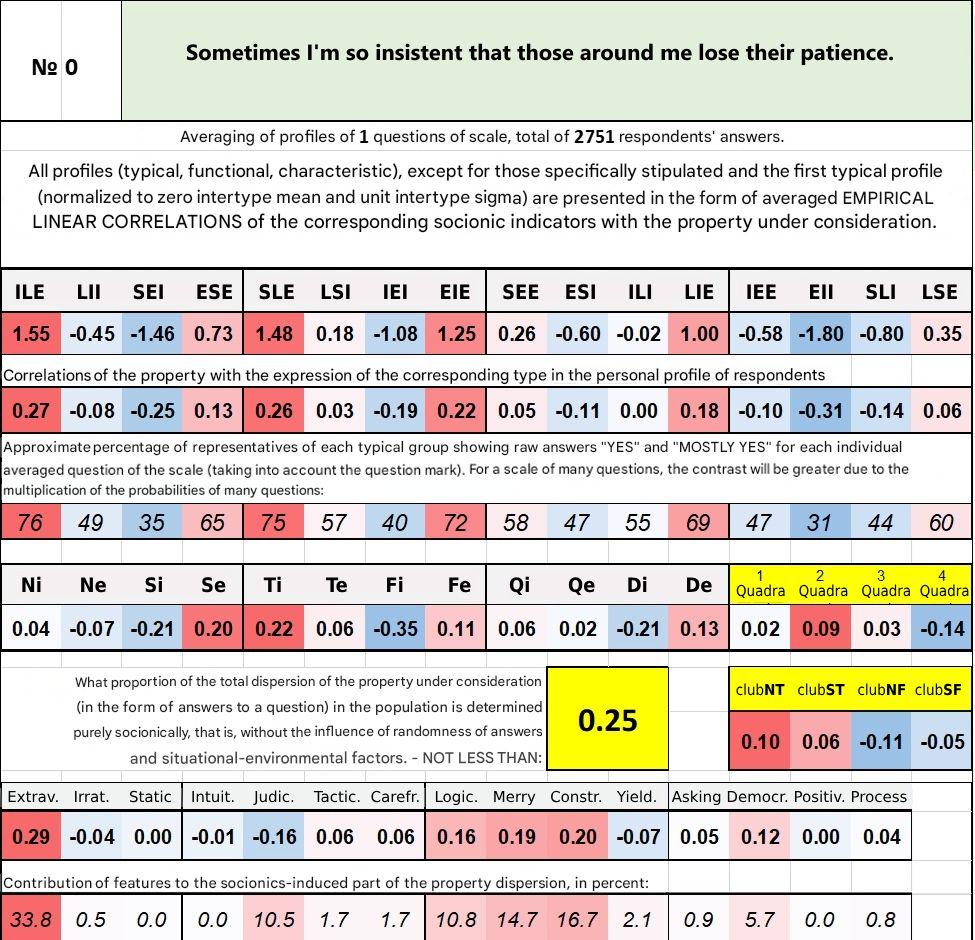 № 0
Sometimes I'm so insistent that those around me lose their patience.
Averaging of profiles of 1 questions of scale, total of 2751 respondents' answers.
All profiles (typical, functional, characteristic), except for those specifically stipulated and the first typical profile
(normalized to zero intertype mean and unit intertype sigma) are presented in the form of averaged EMPIRICAL
LINEAR CORRELATIONS of the corresponding socionic indicators with the property under consideration.
ILE LII SEI ESE SLE LSI IEI EIE SEE ESI ILI LIE IEE EII SLI LSE
1.55 -0.45 -1.46 0.73 1.48 0.18 -1.08 1.25 0.26 -0.60 -0.02 1.00 -0.58 -1.80 -0.80 0.35
Correlations of the property with the expression of the corresponding type in the personal profile of respondents
0.27 -0.08 -0.25 0.13 0.26 0.03 -0.19 0.22 0.05 -0.11 0.00 0.18 -0.10 -0.31 -0.14 0.06
Approximate percentage of representatives of each typical group showing raw answers "YES" and "MOSTLY YES" for each individual
averaged question of the scale (taking into account the question mark). For a scale of many questions, the contrast will be greater due to the
multiplication of the probabilities of many questions:
76 49 35 65 75 57 40 72 58 47 55 69 47 31 44 60
Ni Ne Si Se Ti Te Fi Fe Qi Qe Di De 1 Quadra 2 Quadra 3 Quadra 4 Quadra
0.04 -0.07 -0.21 0.20 0.22 0.06 -0.35 0.11 0.06 0.02 -0.21 0.13 0.02 0.09 0.03 -0.14
What proportion of the total dispersion of the property under consideration
(in the form of answers to a question) in the population is determined
purely socionically, that is, without the influence of randomness of answers
and situational-environmental factors. - NOT LESS THAN:
0.25
clubNT clubST clubNF clubSF
0.10 0.06 -0.11 -0.05
Extrav. Irrat. Static Intuit. Judic. Tactic. Carefr. Logic. Merry Constr. Yield. Asking Democr. Positiv. Process
0.29 -0.04 0.00 -0.01 -0.16 0.06 0.06 0.16 0.19 0.20 -0.07 0.05 0.12 0.00 0.04
Contribution of features to the socionics-induced part of the property dispersion, in percent:
33.8 0.5 0.0 0.0 10.5 1.7 1.7 10.8 14.7 16.7 2.1 0.9 5.7 0.0 0.8